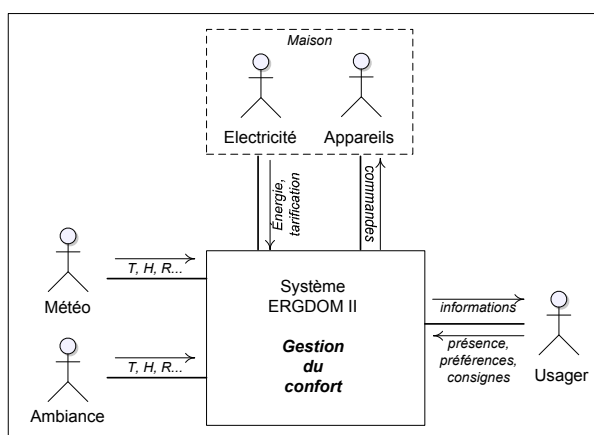 Maison
Electricité
Appareils
Énergie,
tarification
commandes
T, H, R...
Météo
Système
ERGDOM II
Gestion
du
confort
informations
présence,
préférences,
consignes
Usager
T, H, R...
Ambiance